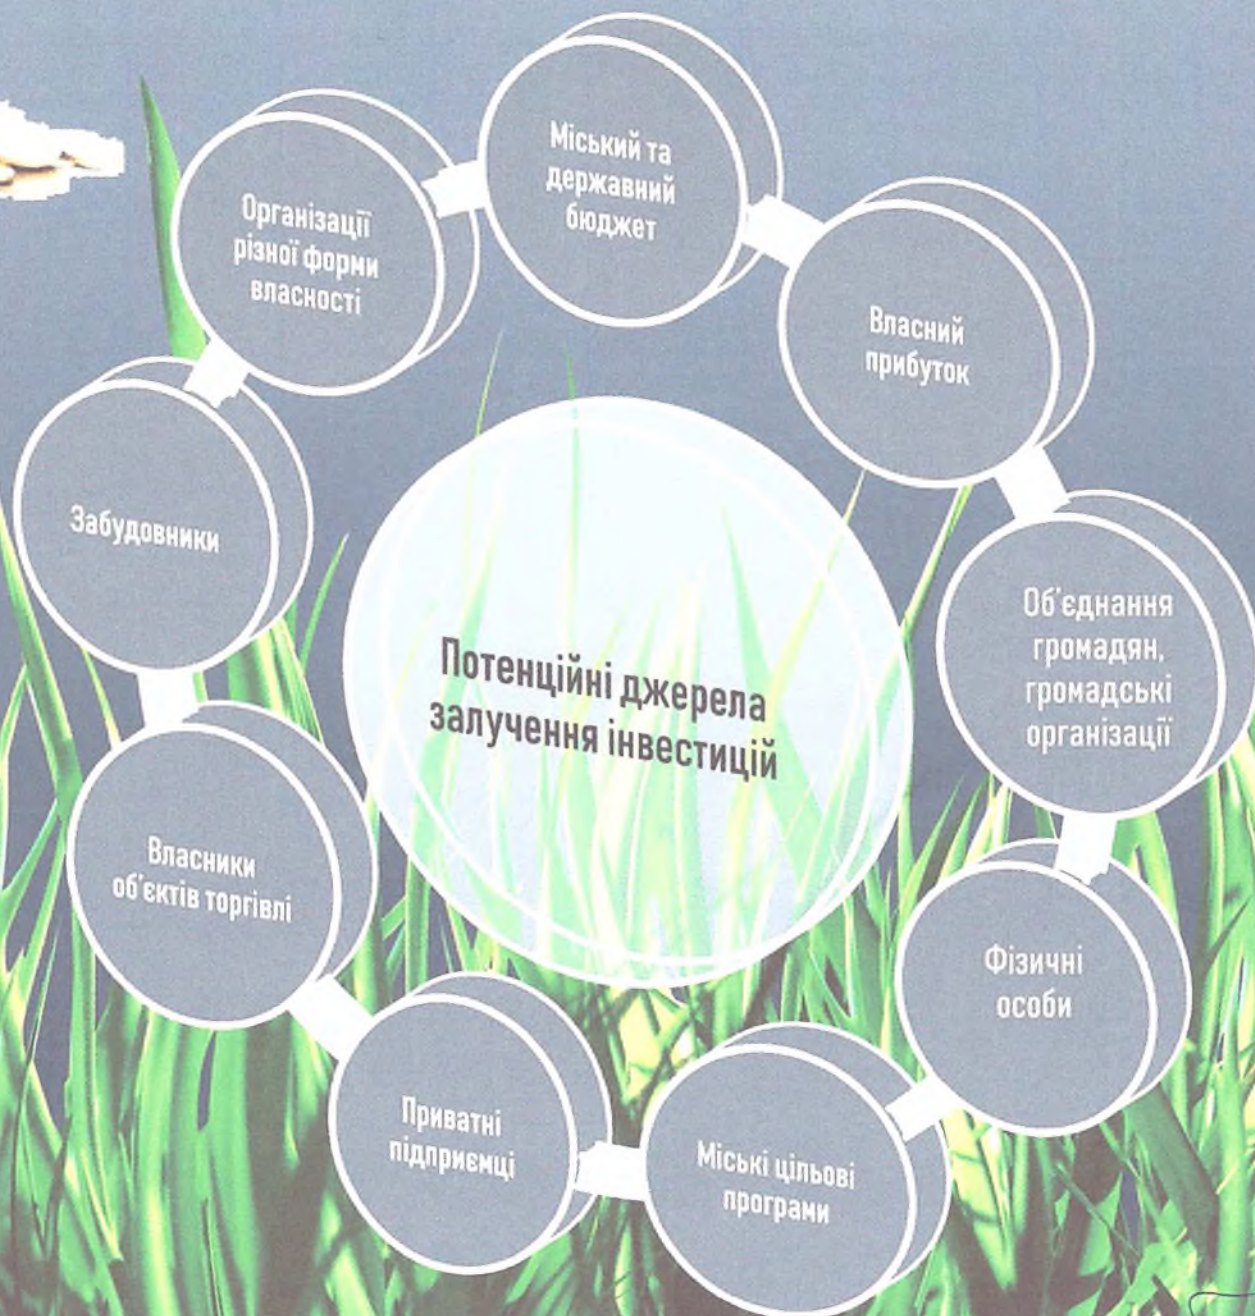 Міський та
державний
бюджет
Організації
різної форми
власності
Власний
прибуток
Забудовники
Об'єднання
громадян,
громадські
організації
Потенційні джерела
залучення інвестицій
Власники
об'єктів торгівлі
Фізичні
особи
Приватні
підприємці
Міські цільові
програми